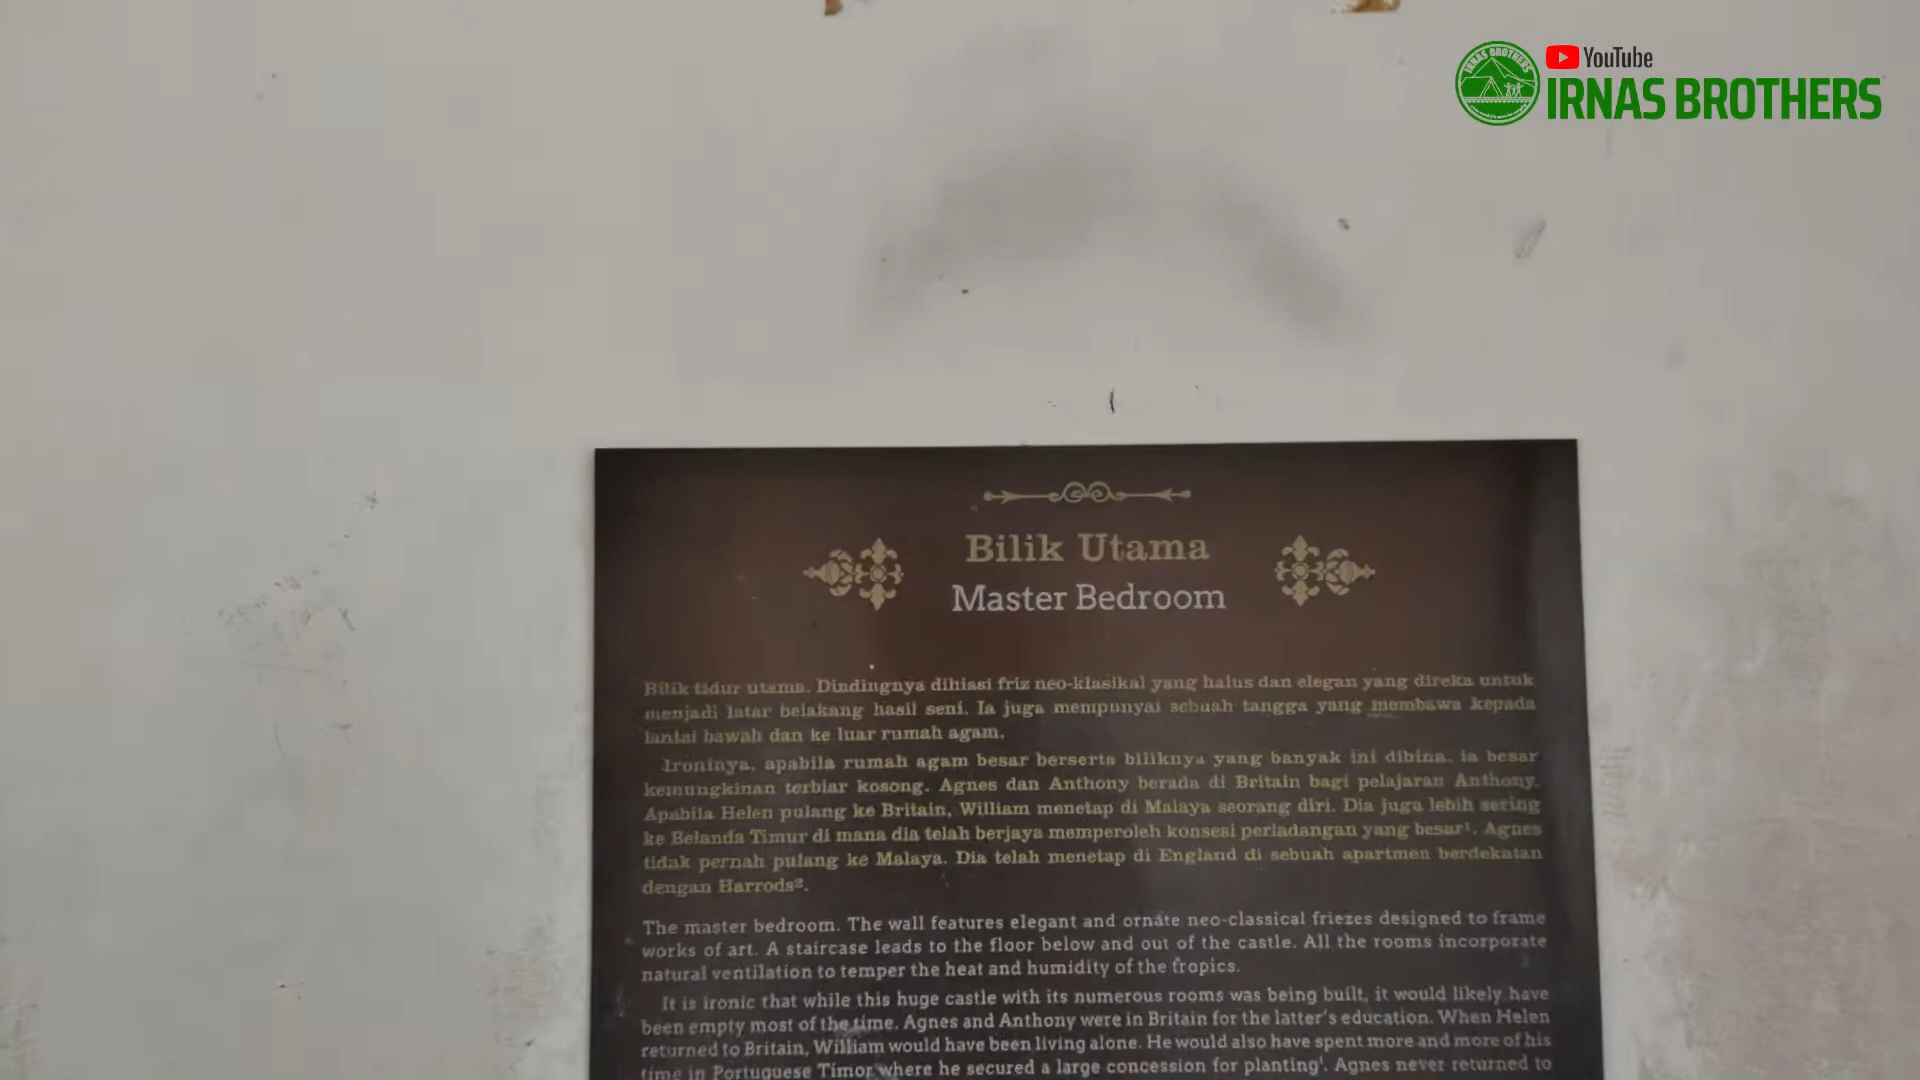 YouTube
IRNAS BROTHERS
Bilik Utama
Master Bedroom
Bilik tidur utama. Dindingnya dihiasi friz neo-klasikal yang halus dan elegan yang direka untuk
menjadi latar belakang hasil seni. Ia juga mempunyai sebuah tangga yang membawa kepada
lantai bawah dan ke luar rumah agam.
Ironinya, apabila rumah agam besar berserta biliknya yang banyak ini dibina, ia besar
kemungkinan terbiar kosong. Agnes dan Anthony berada di Britain bagi pelajaran Anthony.
Apabila Helen pulang ke Britain, William menetap di Malaya seorang diri. Dia juga lebih sering
ke Belanda Timur di mana dia telah berjaya memperoleh konsesi perladangan yang besar¹. Agnes
tidak pernah pulang ke Malaya. Dia telah menetap di England di sebuah apartmen berdekatan
dengan Harrods².
The master bedroom. The wall features elegant and ornate neo-classical friezes designed to frame
works of art. A staircase leads to the floor below and out of the castle. All the rooms incorporate
natural ventilation to temper the heat and humidity of the tropics.
It is ironic that while this huge castle with its numerous rooms was being built, it would likely have
been empty most of the time. Agnes and Anthony were in Britain for the latter's education. When Helen
returned to Britain, William would have been living alone. He would also have spent more and more of his
time in Portuguese Timor where he secured a large concession for planting¹. Agnes never returned to